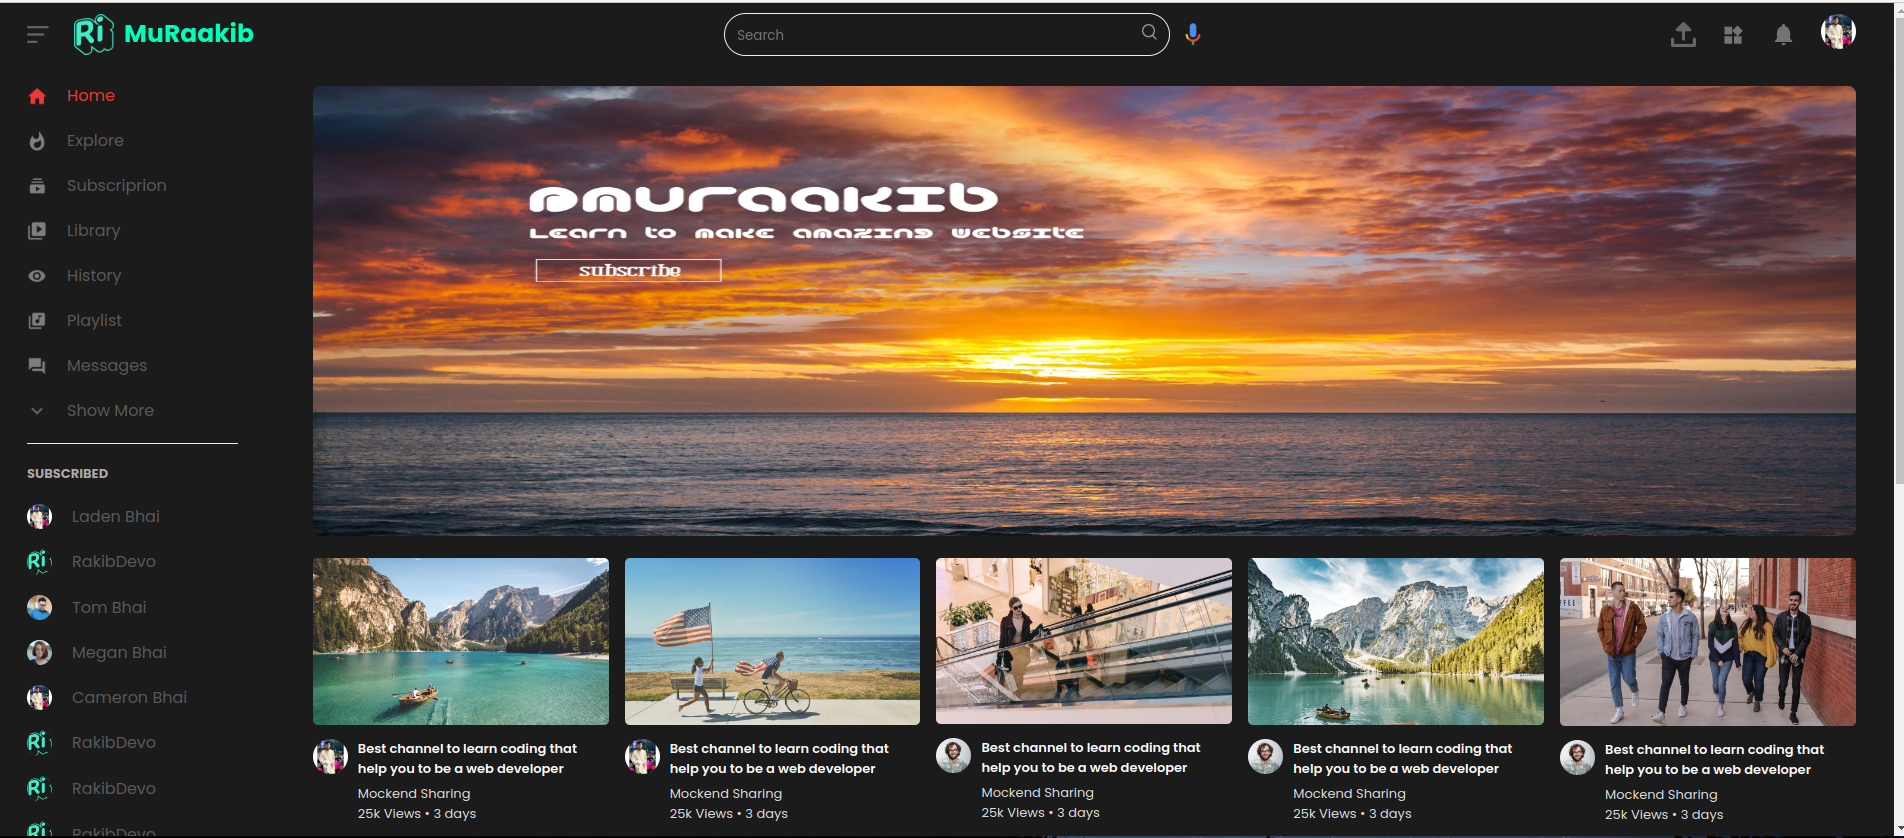 Ri MuRaakib
Search
Home
Explore
Subscriprion
Library
History
Playlist
Messages
Show More
SUBSCRIBED
Laden Bhai
RakibDevo
Tom Bhai
Megan Bhai
Cameron Bhai
RakibDevo
RakibDevo
RakibDevo
PMURAAKIB
Learn to make amazing website
subscribe
Best channel to learn coding that
help you to be a web developer
Mockend Sharing
25k Views • 3 days
Best channel to learn coding that
help you to be a web developer
Mockend Sharing
25k Views • 3 days
Best channel to learn coding that
help you to be a web developer
Mockend Sharing
25k Views • 3 days
Best channel to learn coding that
help you to be a web developer
Mockend Sharing
25k Views • 3 days
Best channel to learn coding that
help you to be a web developer
Mockend Sharing
25k Views • 3 days